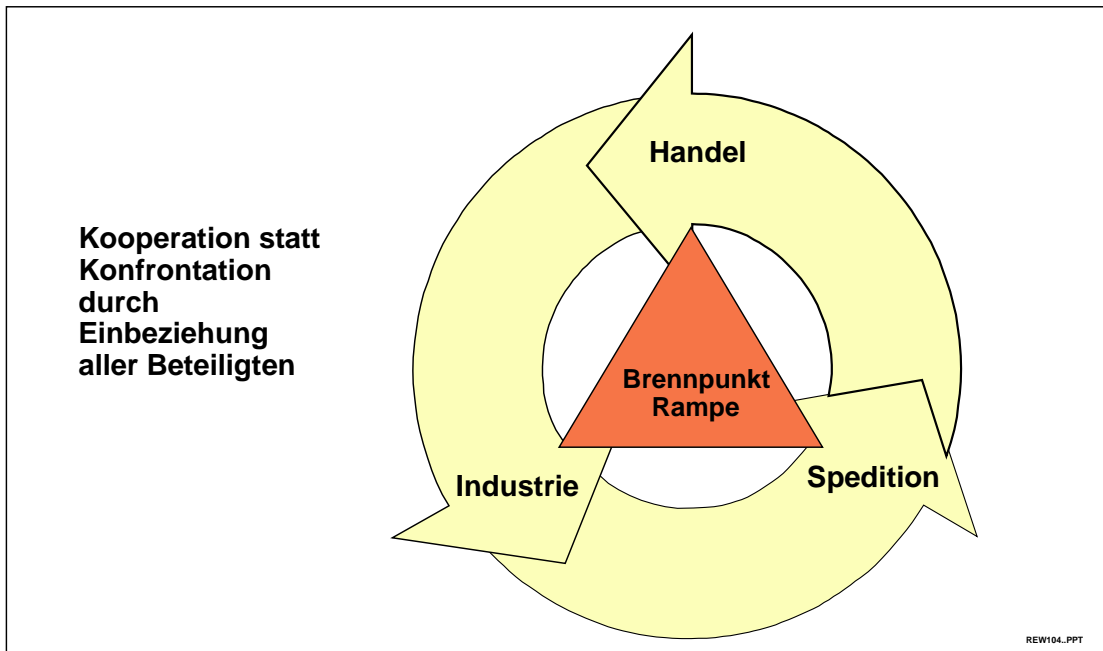 Kooperation statt
Konfrontation
durch
Einbeziehung
aller Beteiligten
Handel
Brennpunkt
Rampe
Industrie
Spedition
REW104..PPT